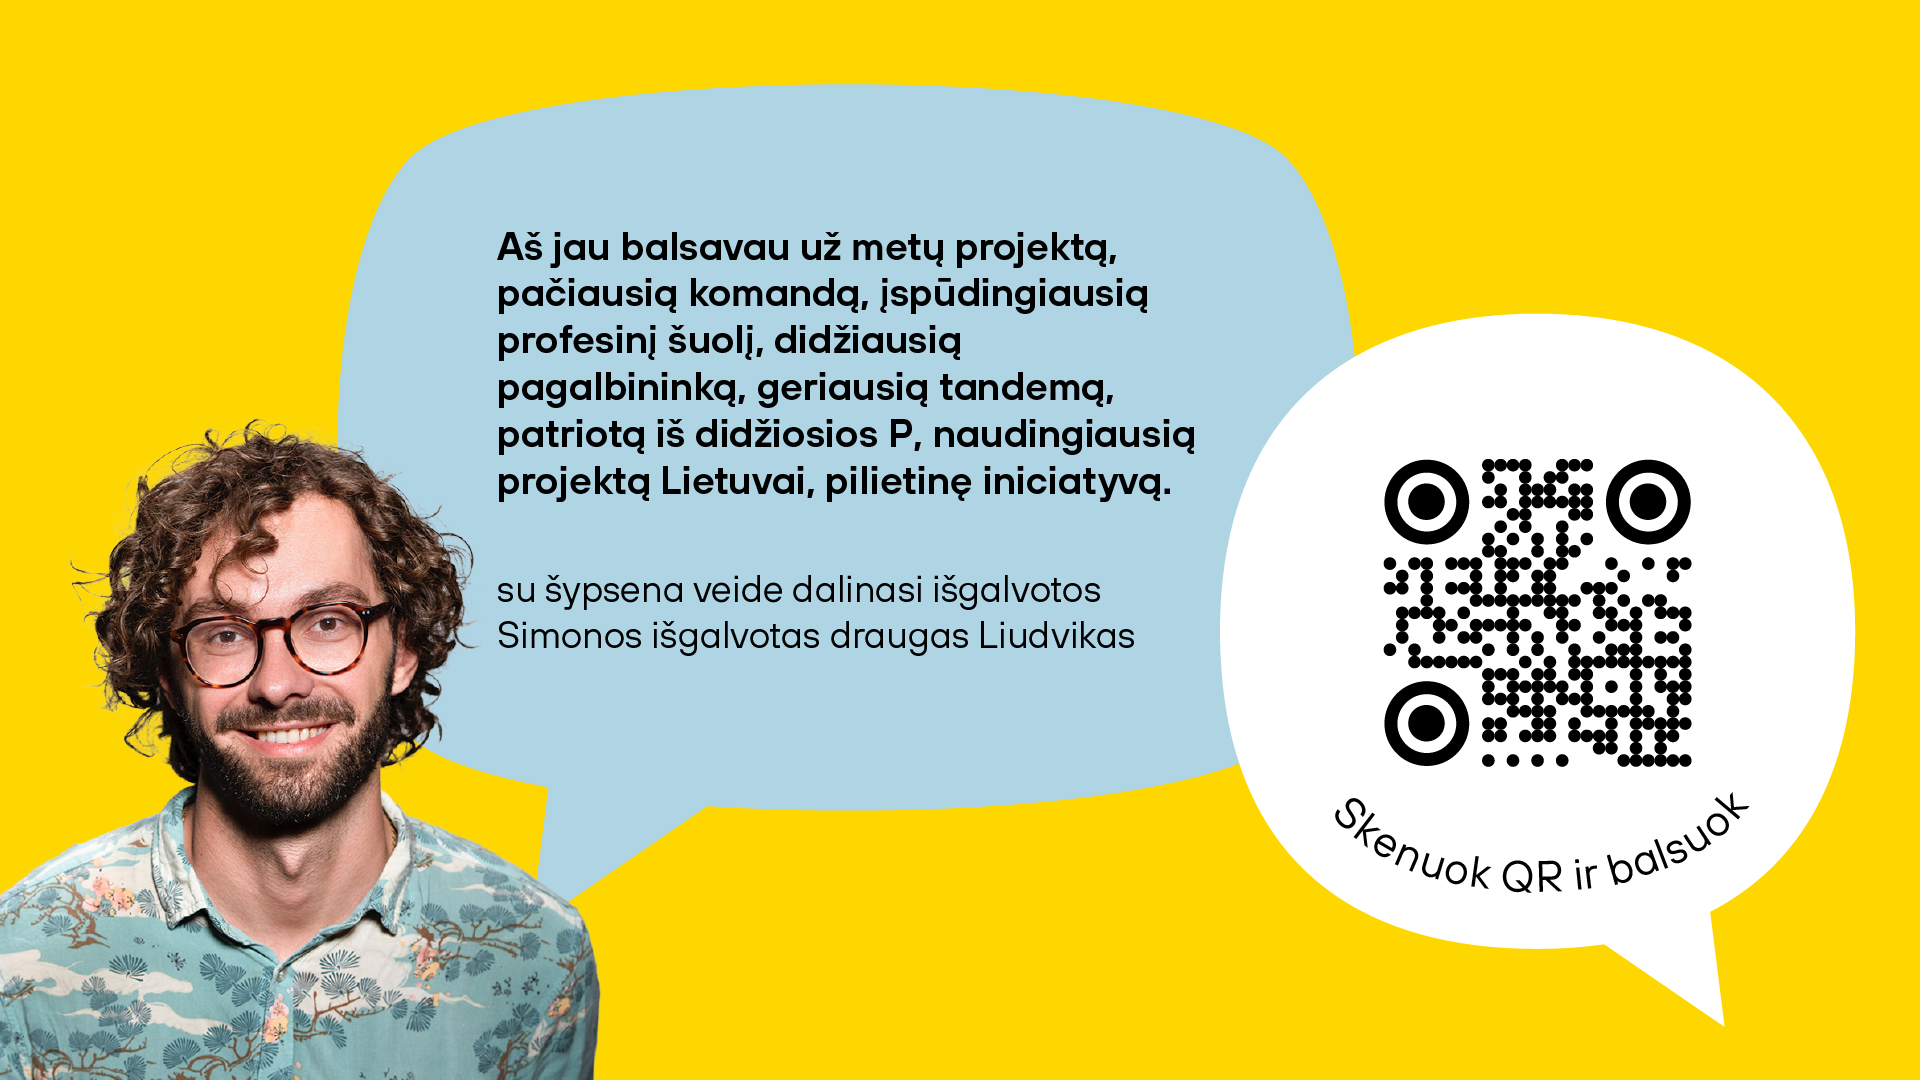 Aš jau balsavau už metų projektą,
pačiausią komandą, įspūdingiausią
profesinį šuolį, didžiausią
pagalbininką, geriausią tandemą,
patriotą iš didžiosios P, naudingiausią
projektą Lietuvai, pilietinę iniciatyvą.
su šypsena veide dalinasi išgalvotos
Simonos išgalvotas draugas Liudvikas
Skenuok QR ir balsuok